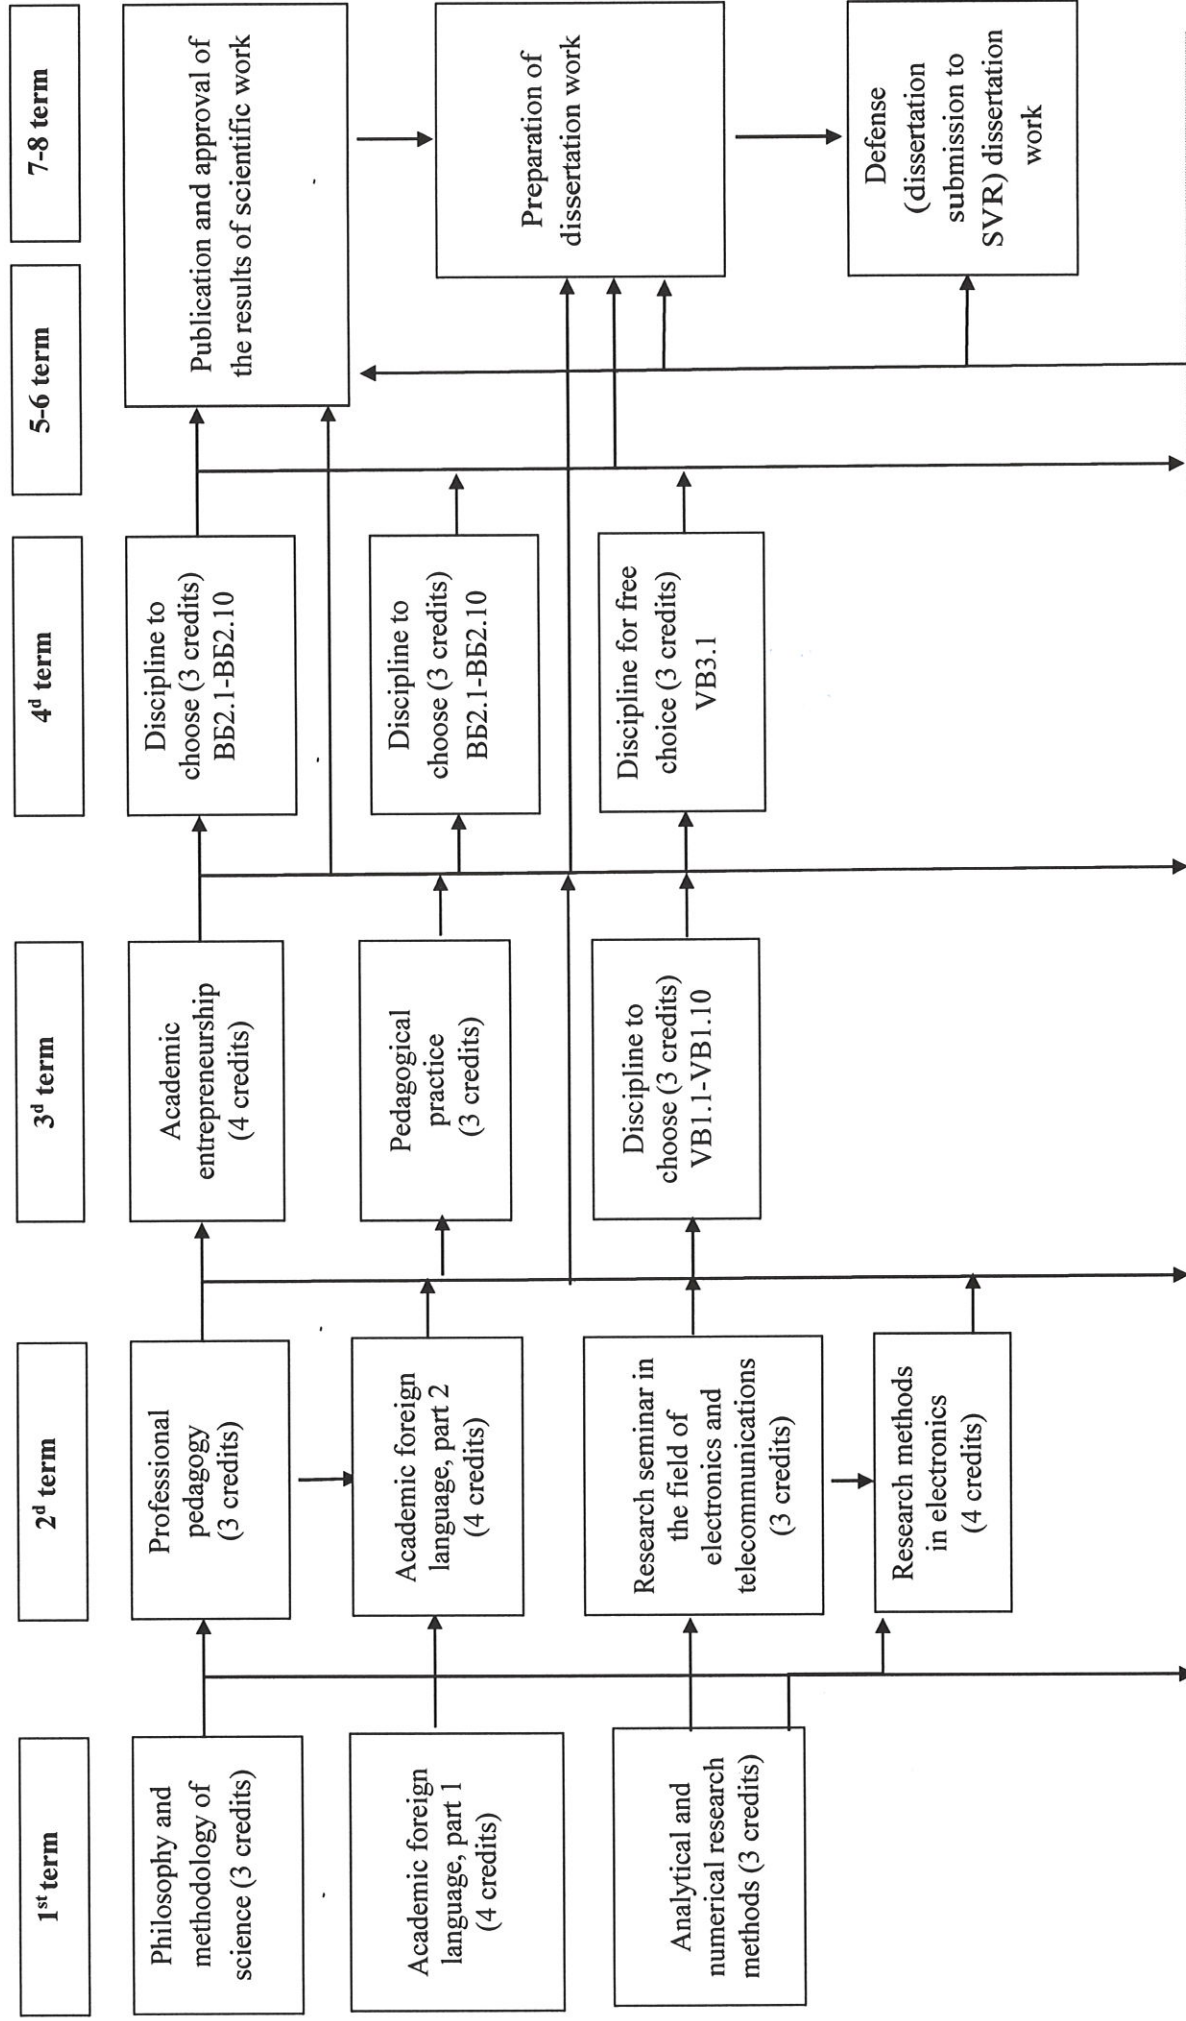 1st term
2d term
3d term
4d term
5-6 term
7-8 term
Philosophy and
methodology of
science (3 credits)
Academic foreign
language, part 1
(4 credits)
Analytical and
numerical research
methods (3 credits)
Professional
pedagogy
(3 credits)
Academic foreign
language, part 2
(4 credits)
Research seminar in
the field of
electronics and
telecommunications
(3 credits)
Research methods
in electronics
(4 credits)
Academic
entrepreneurship
(4 credits)
Pedagogical
practice
(3 credits)
Discipline to
choose (3 credits)
VB1.1-VB1.10
Discipline to
choose (3 credits)
ВБ2.1-ВБ2.10
Discipline to
choose (3 credits)
ВБ2.1-ВБ2.10
Discipline for free
choice (3 credits)
VB3.1
Publication and approval of
the results of scientific work
Preparation of
dissertation work
Defense
(dissertation
submission to
SVR) dissertation
work